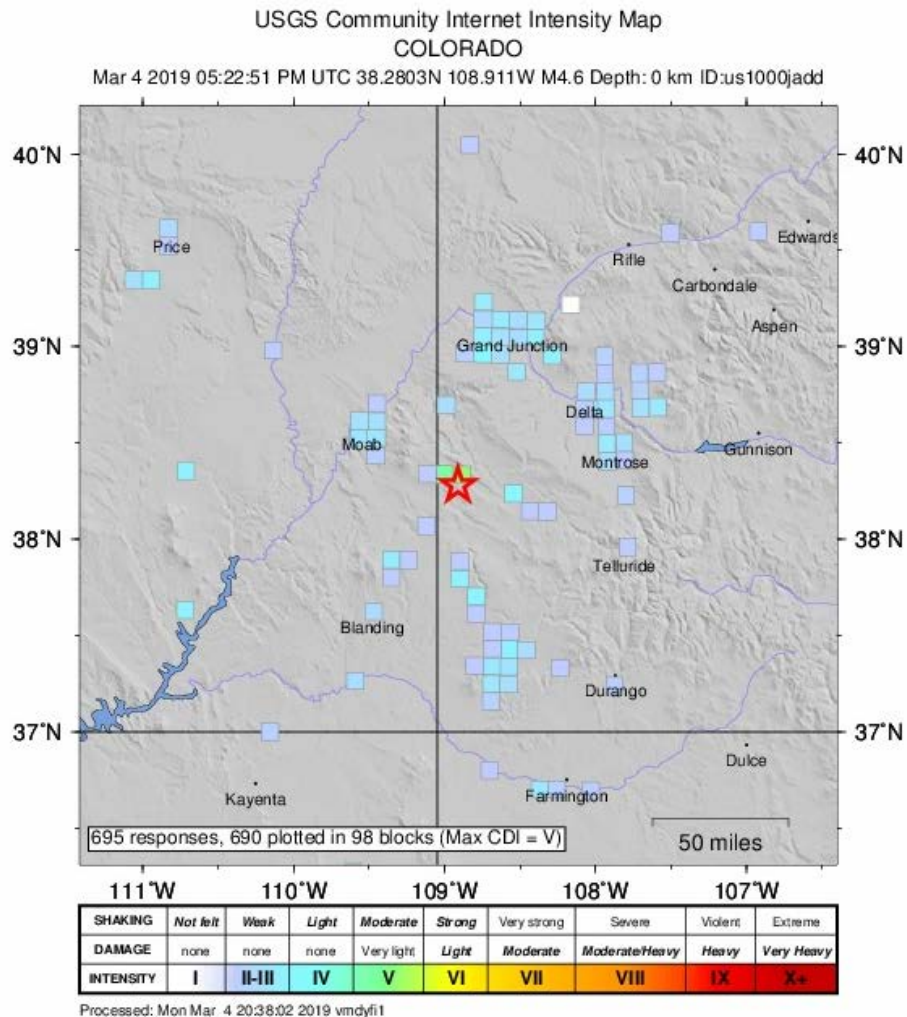 USGS Community Internet Intensity Map
COLORADO
Mar 4 2019 05:22:51 PM UTC 38.2803N 108.911W M4.6 Depth: 0 km ID:us1000jadd
40˚N 40˚N
Edwards
Price
Rifle
Carbondale
Aspen
39˚N Grand Junction 39˚N
Delta
Moab
Gunnison
Montrose
38˚N 38˚N
Telluride
Blanding
Durango
37˚N 37˚N
Dulce
Kayenta
Farmington
695 responses, 690 plotted in 98 blocks (Max CDI = V)
50 miles
111˚W 110˚W 109˚W 108˚W 107˚W
SHAKING Not felt Weak Light Moderate Strong Very strong Severe Violent Extreme
DAMAGE none none none Very light Light Moderate Moderate/Heavy Heavy Very Heavy
INTENSITY I II-III IV V VI VII VIII IX X+
Processed: Mon Mar 4 20:38:02 2019 vmdyfi1